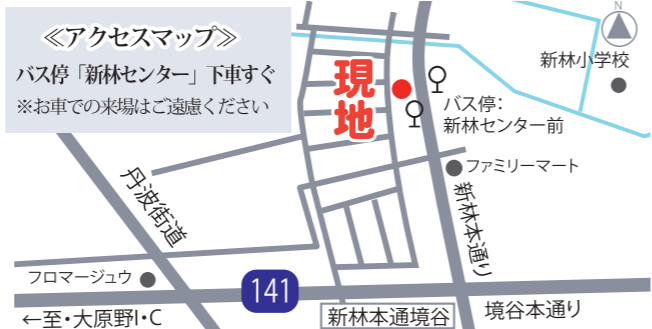 ≪アクセスマップ≫
バス停「新林センター」下車すぐ
※お車での来場はご遠慮ください
N
新林小学校
現地
バス停：
新林センター前
ファミリーマート
丹波街道
新林本通り
フロマージュウ
141
←至・大原野I・C
新林本通境谷
境谷本通り